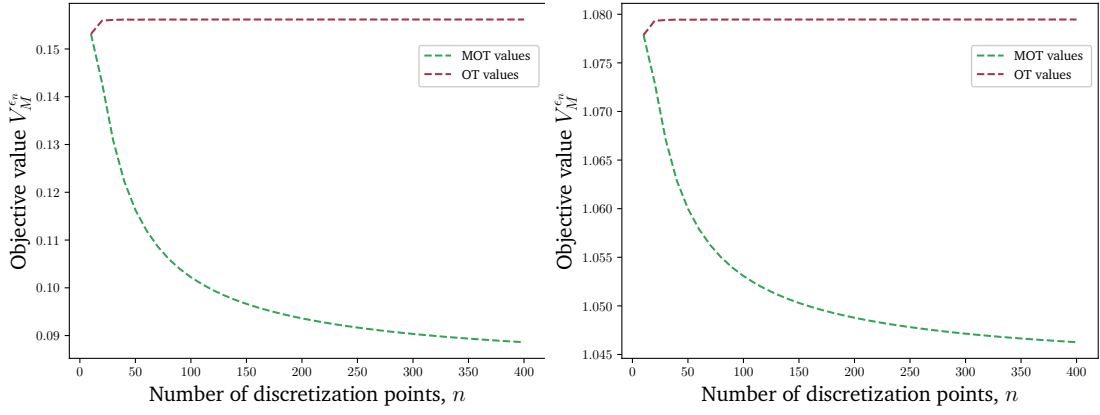 0.15
0.14
0.13
0.12
0.11
0.10
0.09
Objective value $V_M^{\epsilon_n}$
MOT values
OT values
0 50 100 150 200 250 300 350 400
Number of discretization points, $n$
1.080
1.075
1.070
1.065
1.060
1.055
1.050
1.045
Objective value $V_M^{\epsilon_n}$
MOT values
OT values
0 50 100 150 200 250 300 350 400
Number of discretization points, $n$